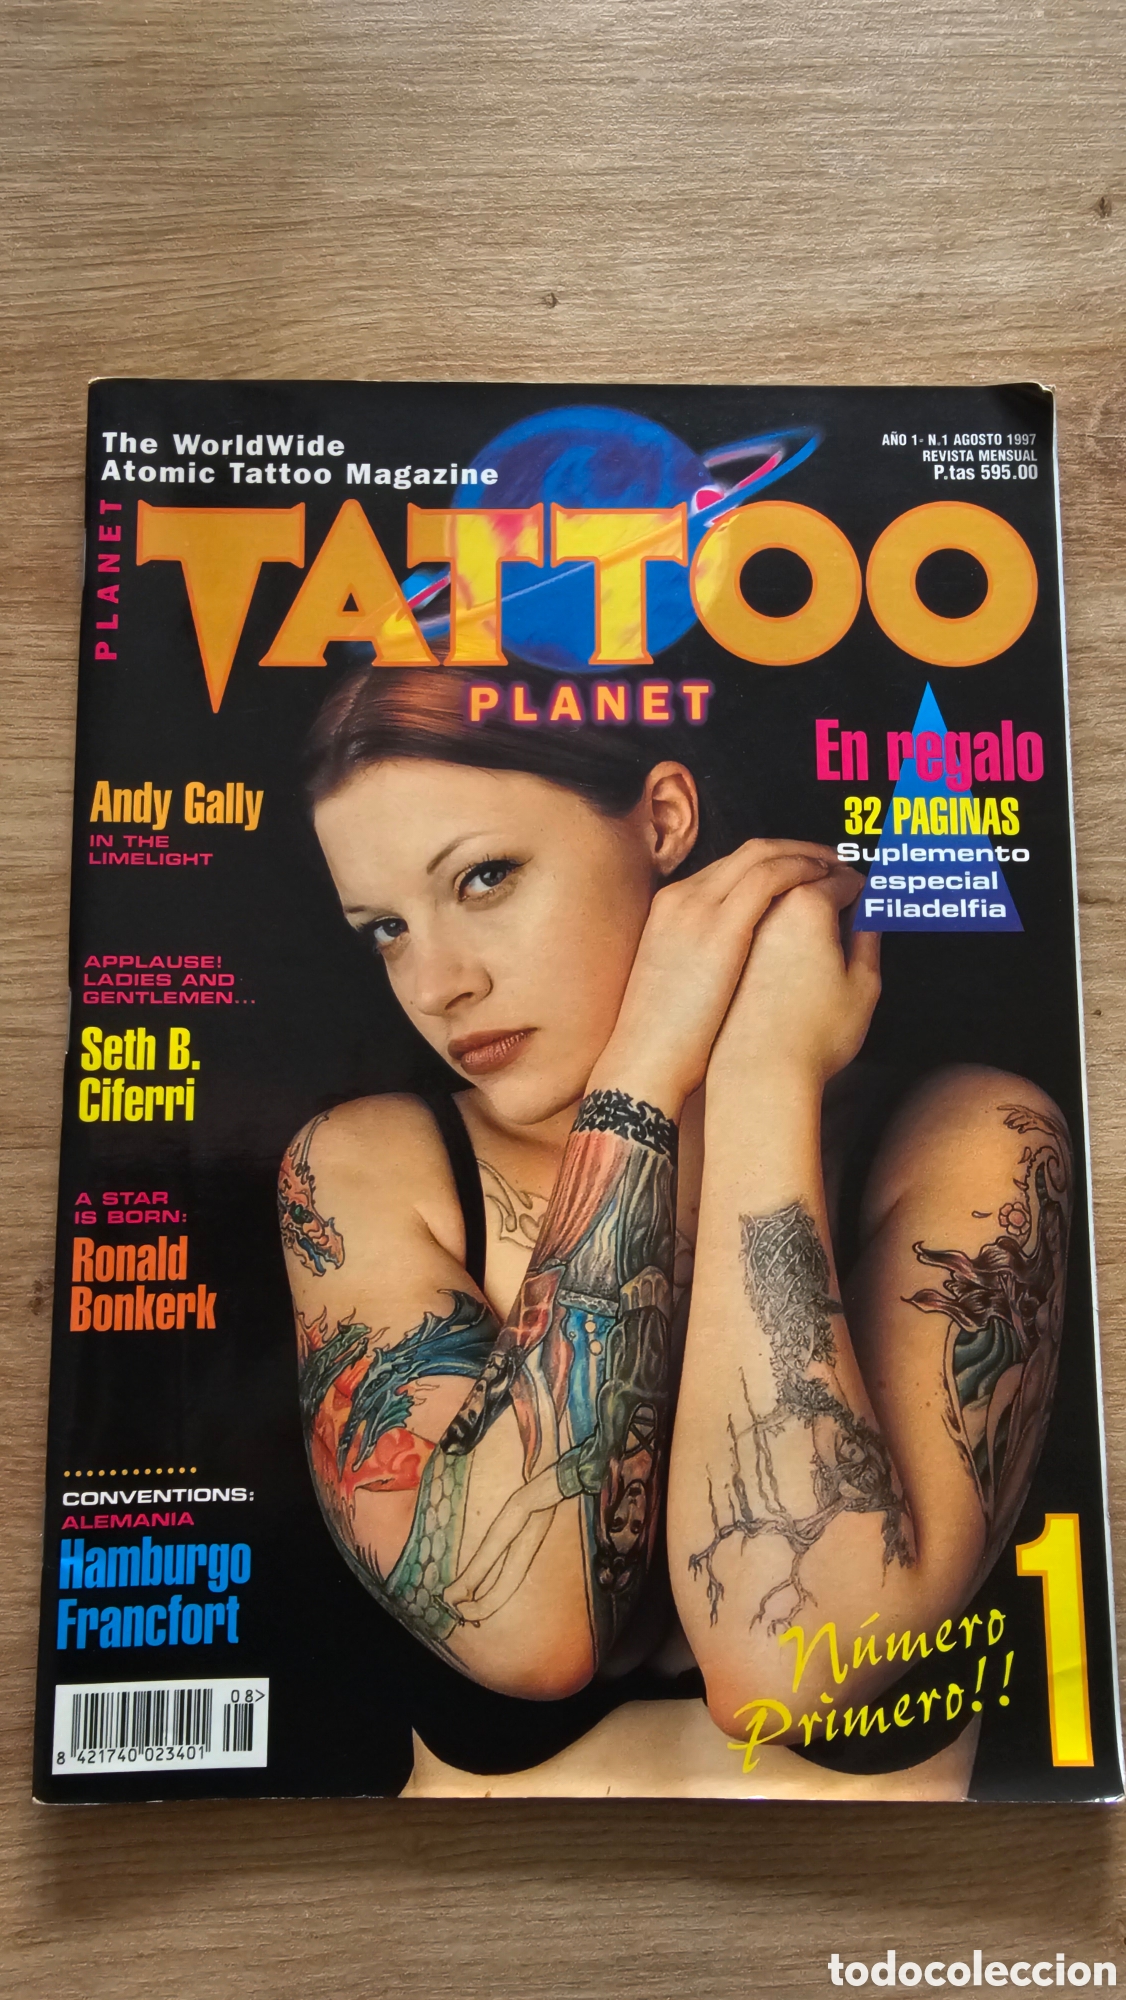 The WorldWide
Atomic Tattoo Magazine
AÑO 1- N.1 AGOSTO 1997
REVISTA MENSUAL
P.tas 595.00
PLANET
TATTOO
PLANET
En regalo
32 PAGINAS
Suplemento
especial
Filadelfia
Andy Gally
IN THE
LIMELIGHT
APPLAUSE!
LADIES AND
GENTLEMEN...
Seth B.
Ciferri
A STAR
IS BORN:
Ronald
Bonkerk
CONVENTIONS:
ALEMANIA
Hamburgo
Francfort
Número
Primero!!
1
08>
8 421740 023401
todocoleccion